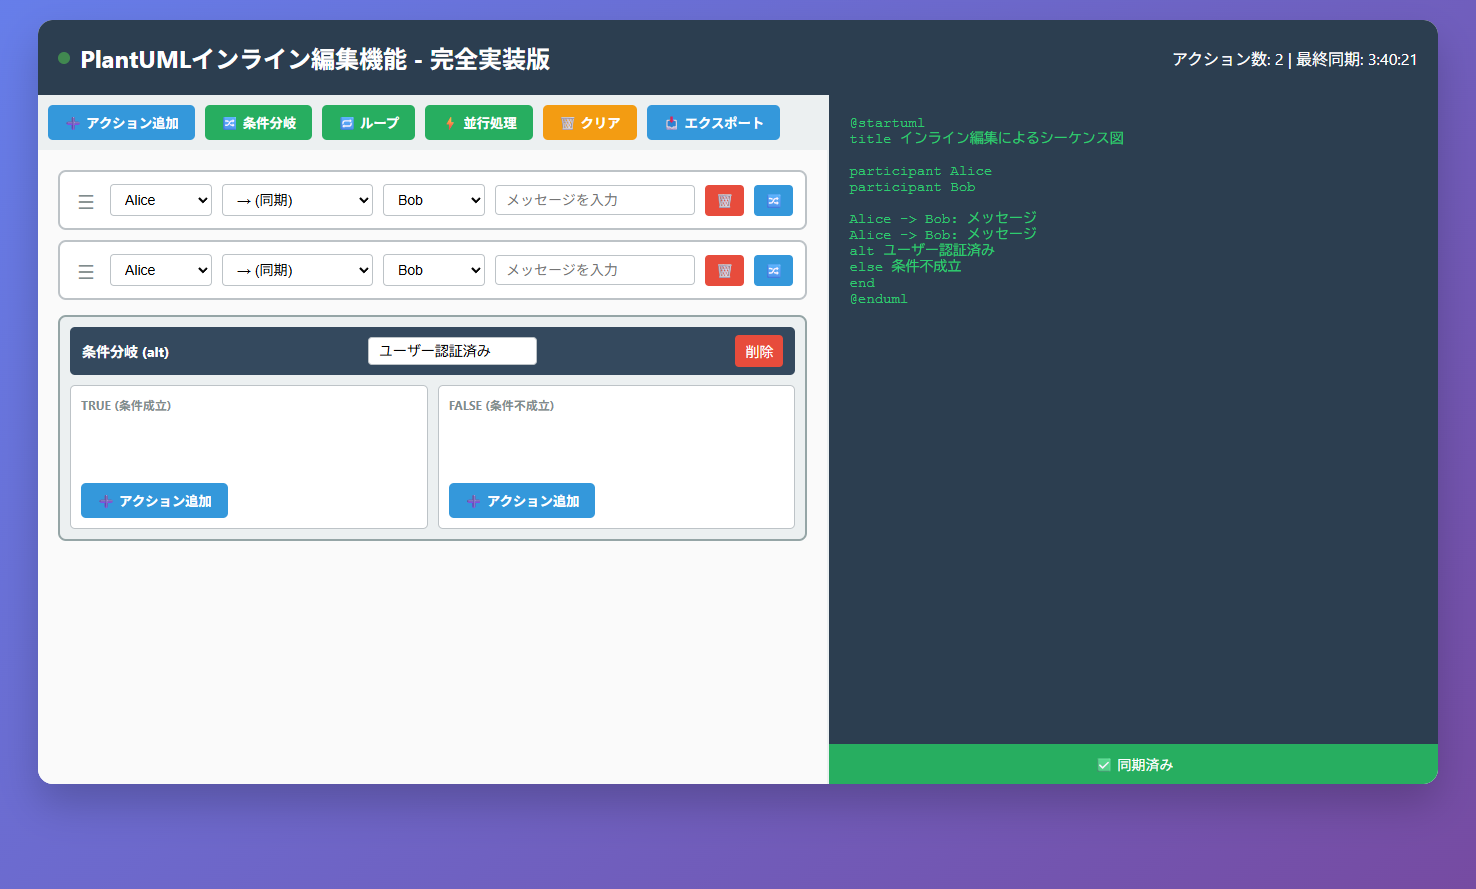 PlantUMLインライン編集機能 - 完全実装版
アクション数: 2 | 最終同期: 3:40:21
アクション追加
条件分岐
ループ
並行処理
クリア
エクスポート
Alice
→ (同期)
Bob
メッセージを入力
Alice
→ (同期)
Bob
メッセージを入力
条件分岐 (alt)
ユーザー認証済み
削除
TRUE (条件成立)
アクション追加
FALSE (条件不成立)
アクション追加
@startuml
title インライン編集によるシーケンス図
participant Alice
participant Bob
Alice -> Bob: メッセージ
Alice -> Bob: メッセージ
alt ユーザー認証済み
else 条件不成立
end
@enduml
同期済み